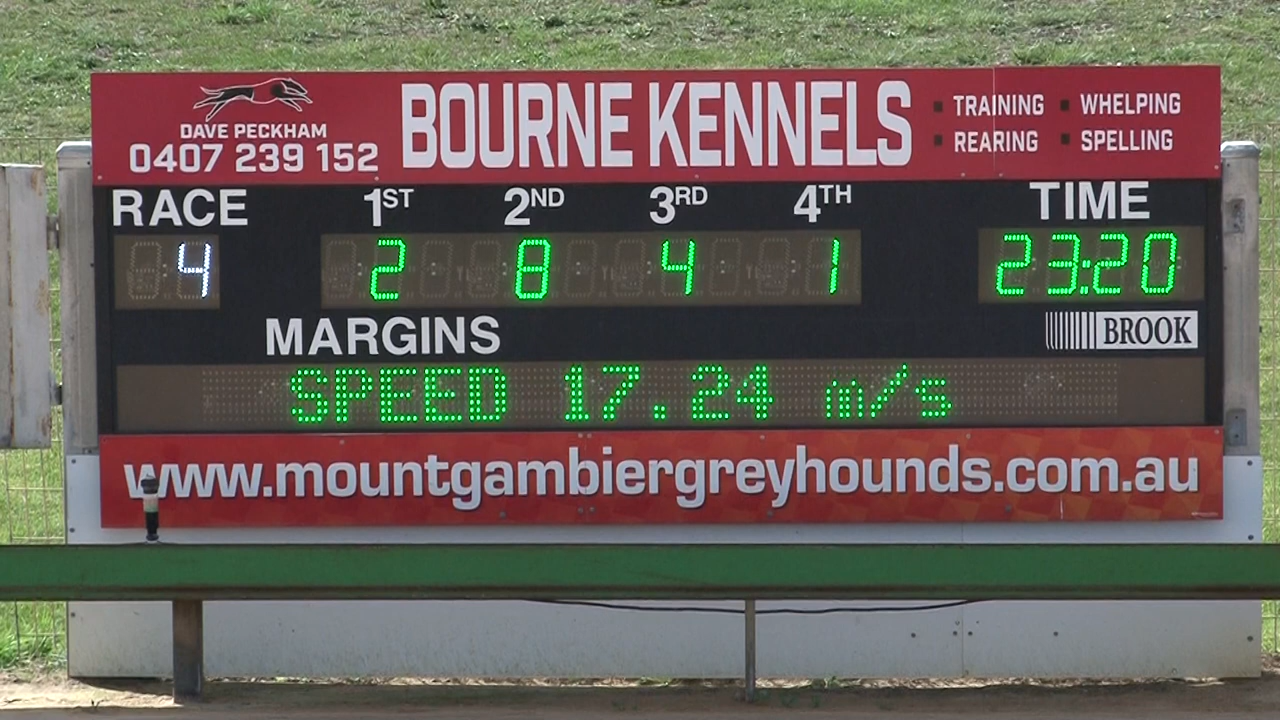 DAVE PECKHAM
0407 239 152
BOURNE KENNELS
TRAINING WHELPING
REARING SPELLING
RACE 1ST 2ND 3RD 4TH TIME
4 2 8 4 1 23:20
MARGINS
BROOK
SPEED 17.24 m/s
www.mountgambiergreyhounds.com.au